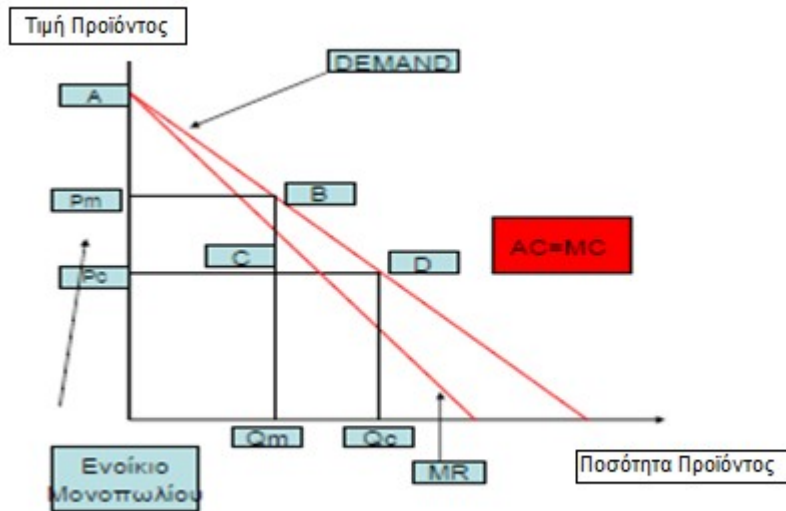 Τιμή Προϊόντος
DEMAND
A
Pm
B
C
D
AC=MC
Pc
Qm
Qc
Ενοίκιο
Μονοπωλίου
MR
Ποσότητα Προϊόντος